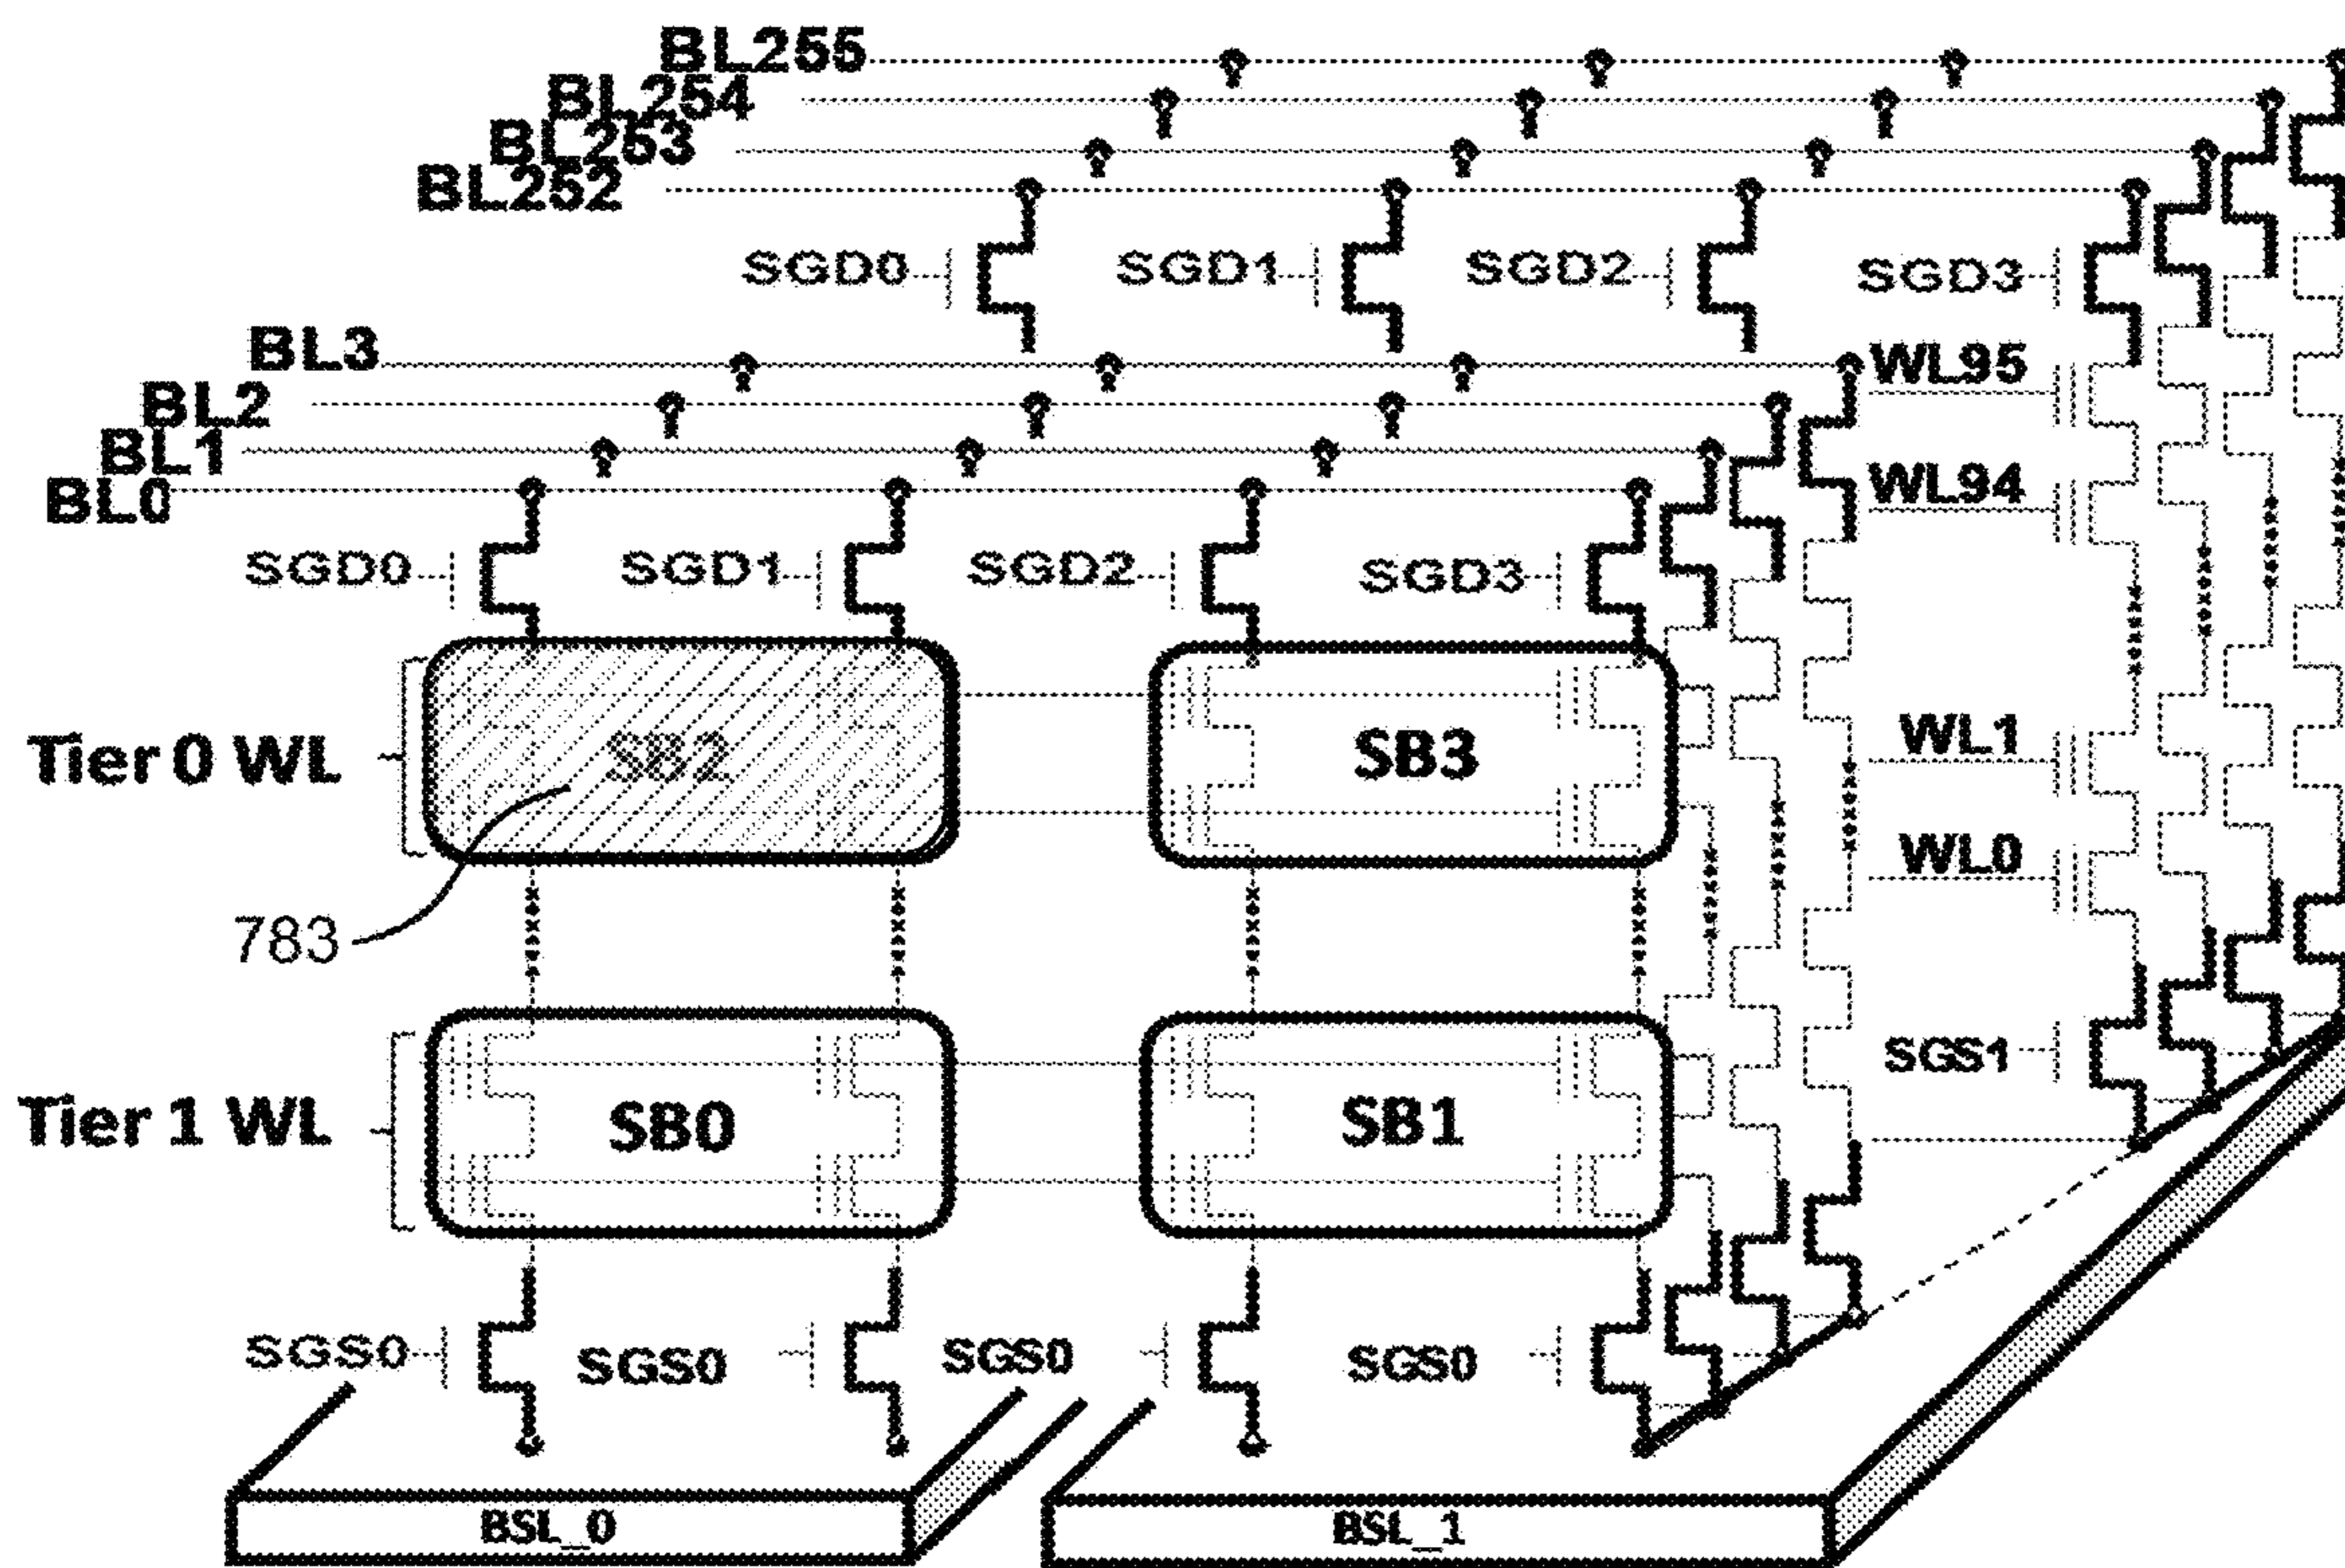 BL255
BL254
BL253
BL252
SGD0 SGD1 SGD2 SGD3
BL3 WL95
BL2
BL1 WL94
BL0
SGD0 SGD1 SGD2 SGD3
Tier 0 WL SB2 SB3 WL1
WL0
783
SGS1
Tier 1 WL SB0 SB1
SGS0 SGS0 SGS0 SGS0
BSL_0 BSL_1